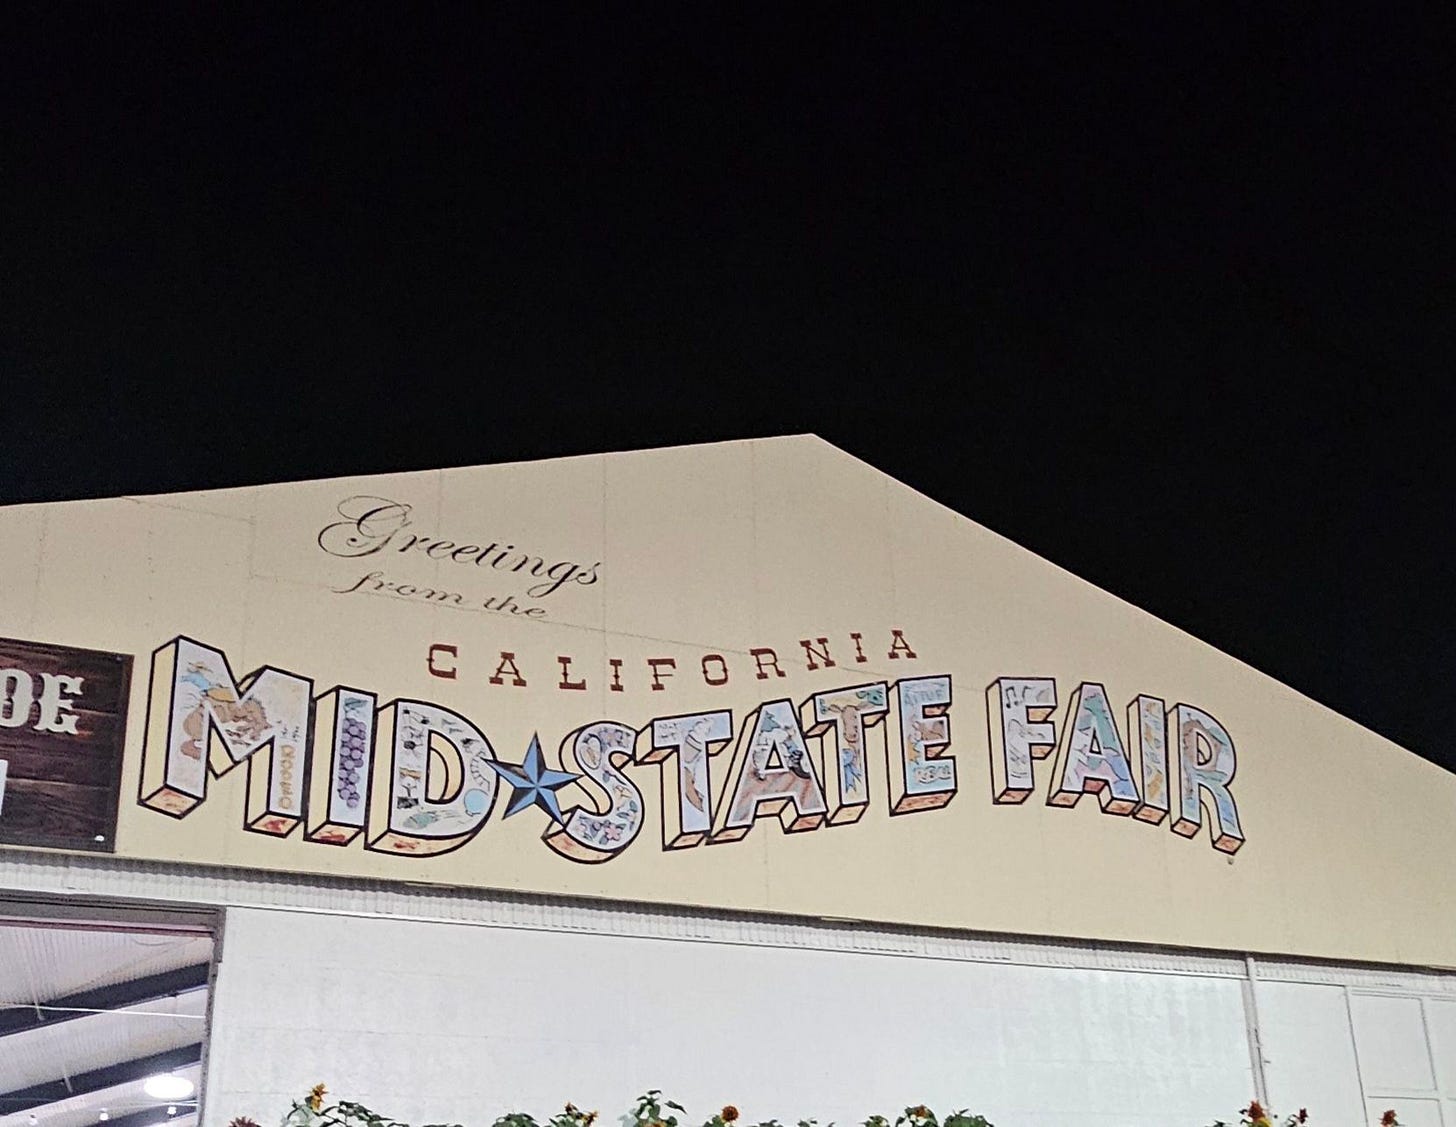 Greetings
from the
CALIFORNIA
MID STATE FAIR